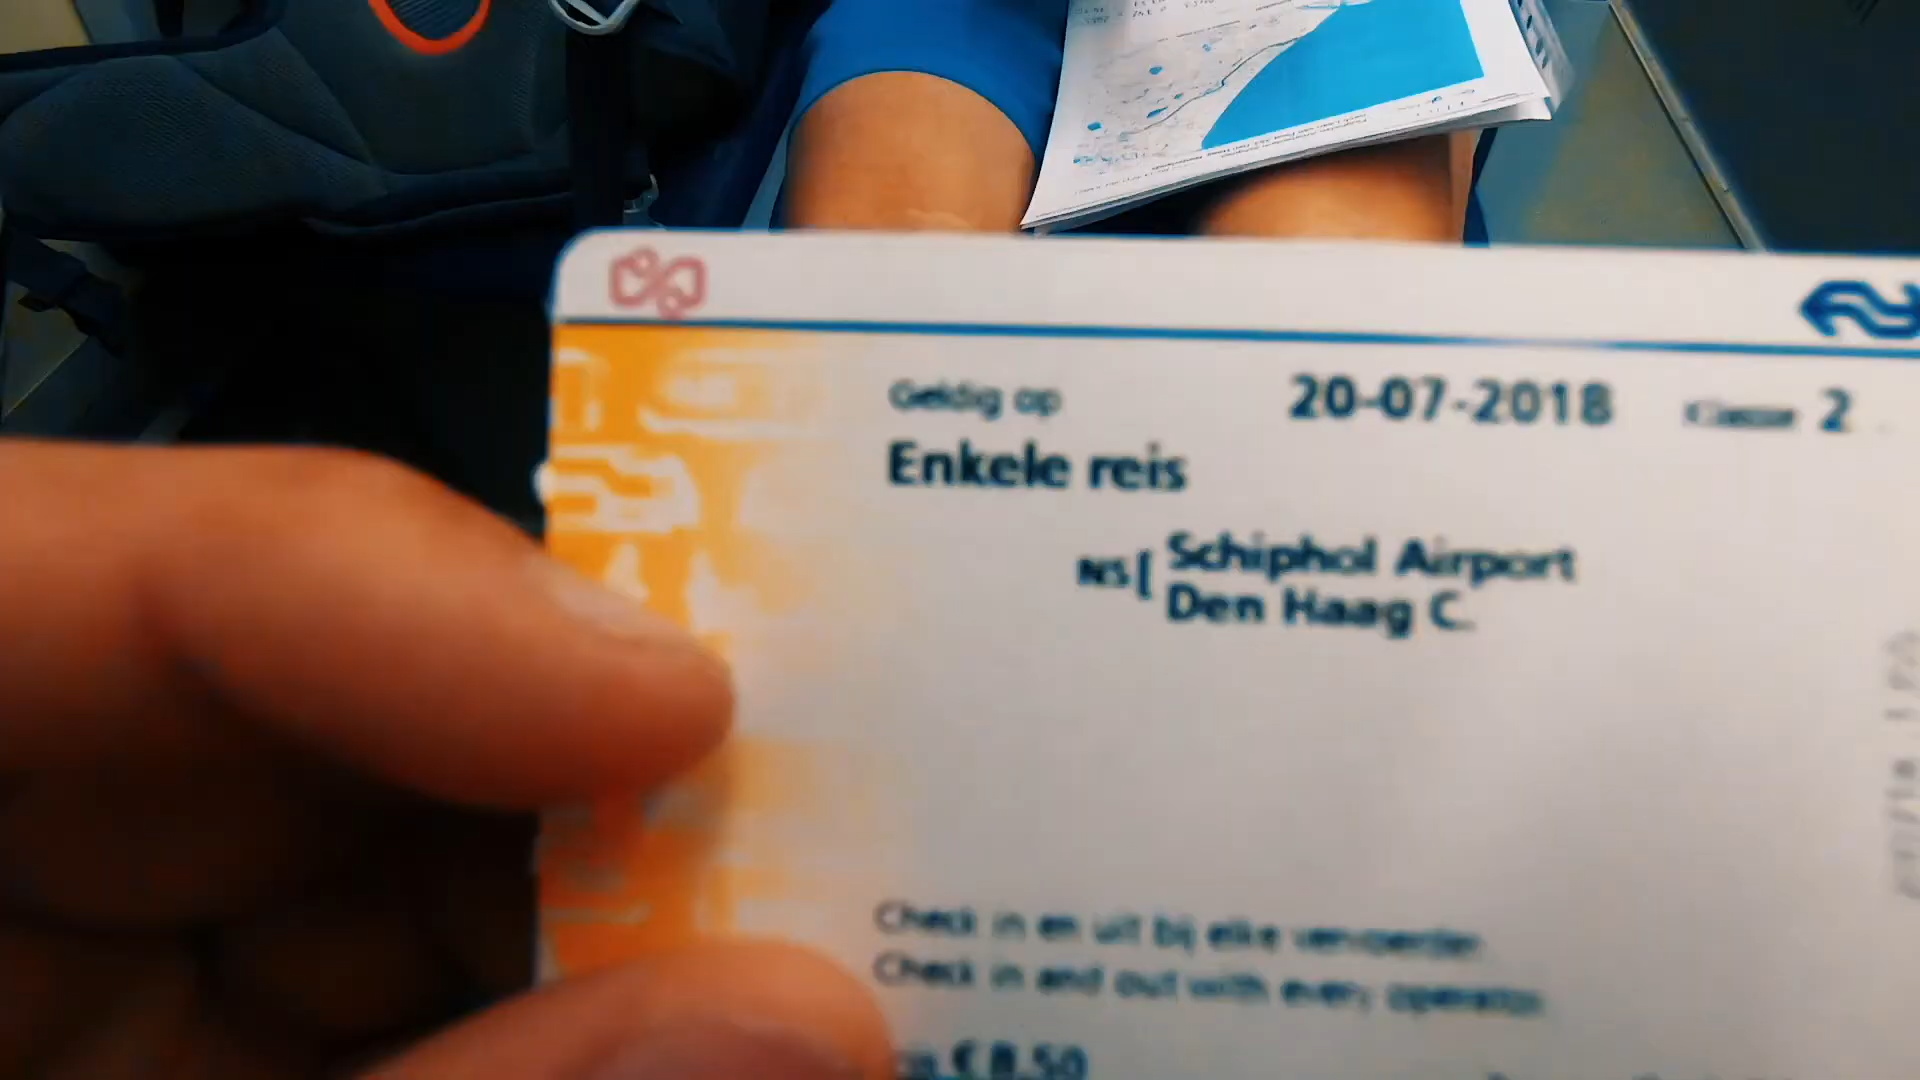 Geldig op 20-07-2018 Classe 2
Enkele reis
NS [ Schiphol Airport
Den Haag C.
Check in en uit bij elke vervoerder.
Check in and out with every operator.
€ 8,50